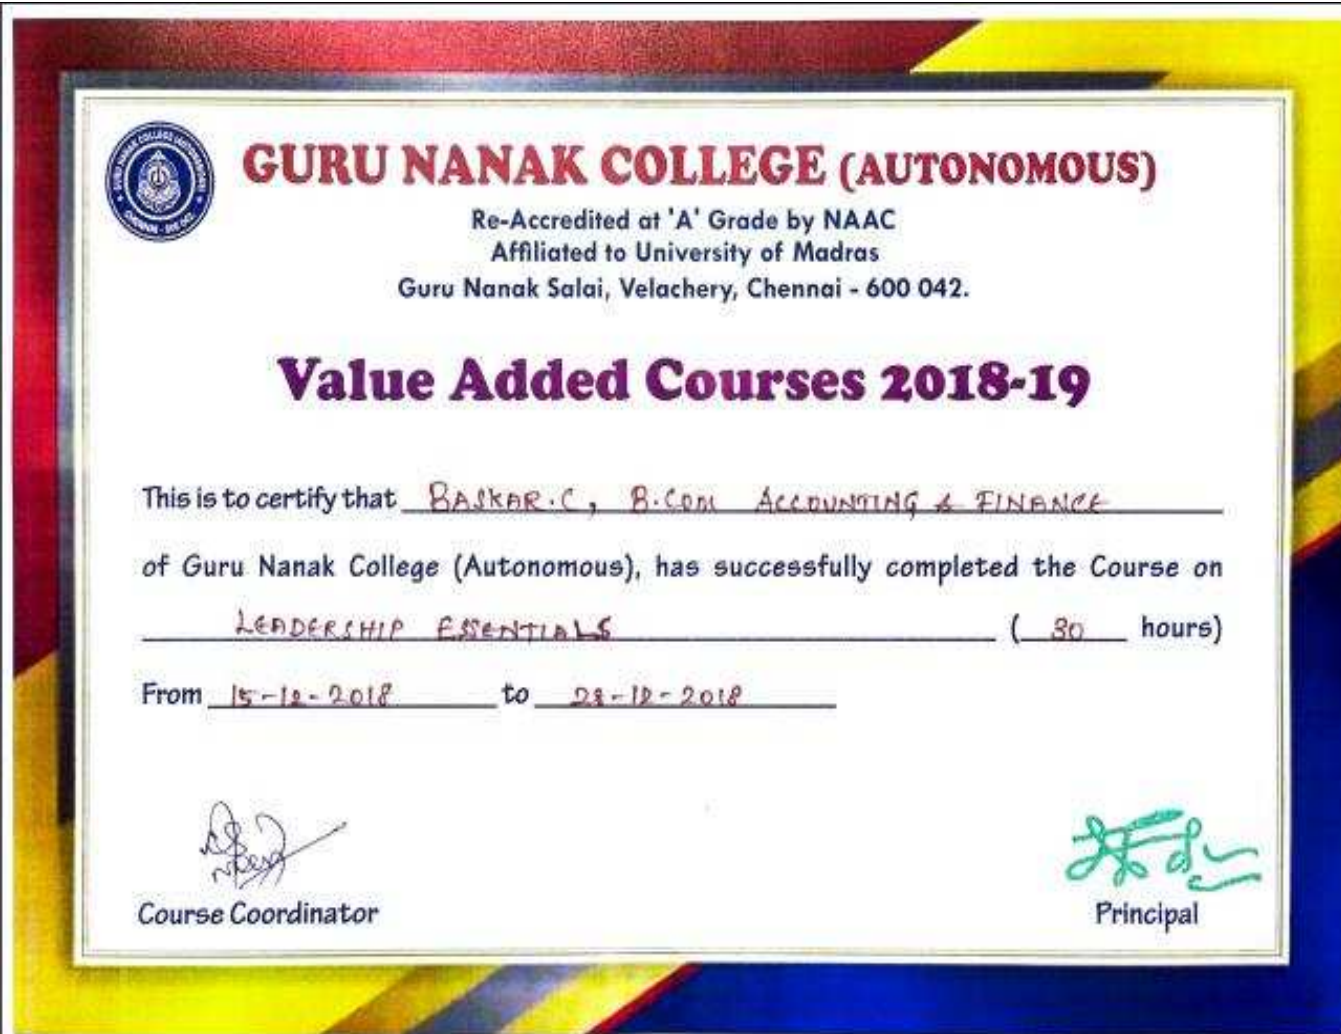 GURU NANAK COLLEGE (AUTONOMOUS)
Re-Accredited at 'A' Grade by NAAC
Affiliated to University of Madras
Guru Nanak Salai, Velachery, Chennai - 600 042.
Value Added Courses 2018-19
This is to certify that BASKAR.C, B.COM ACCOUNTING & FINANCE
of Guru Nanak College (Autonomous), has successfully completed the Course on
LEADERSHIP ESSENTIALS ( 30 hours)
From 15-12-2018 to 28-12-2018
Course Coordinator
Principal